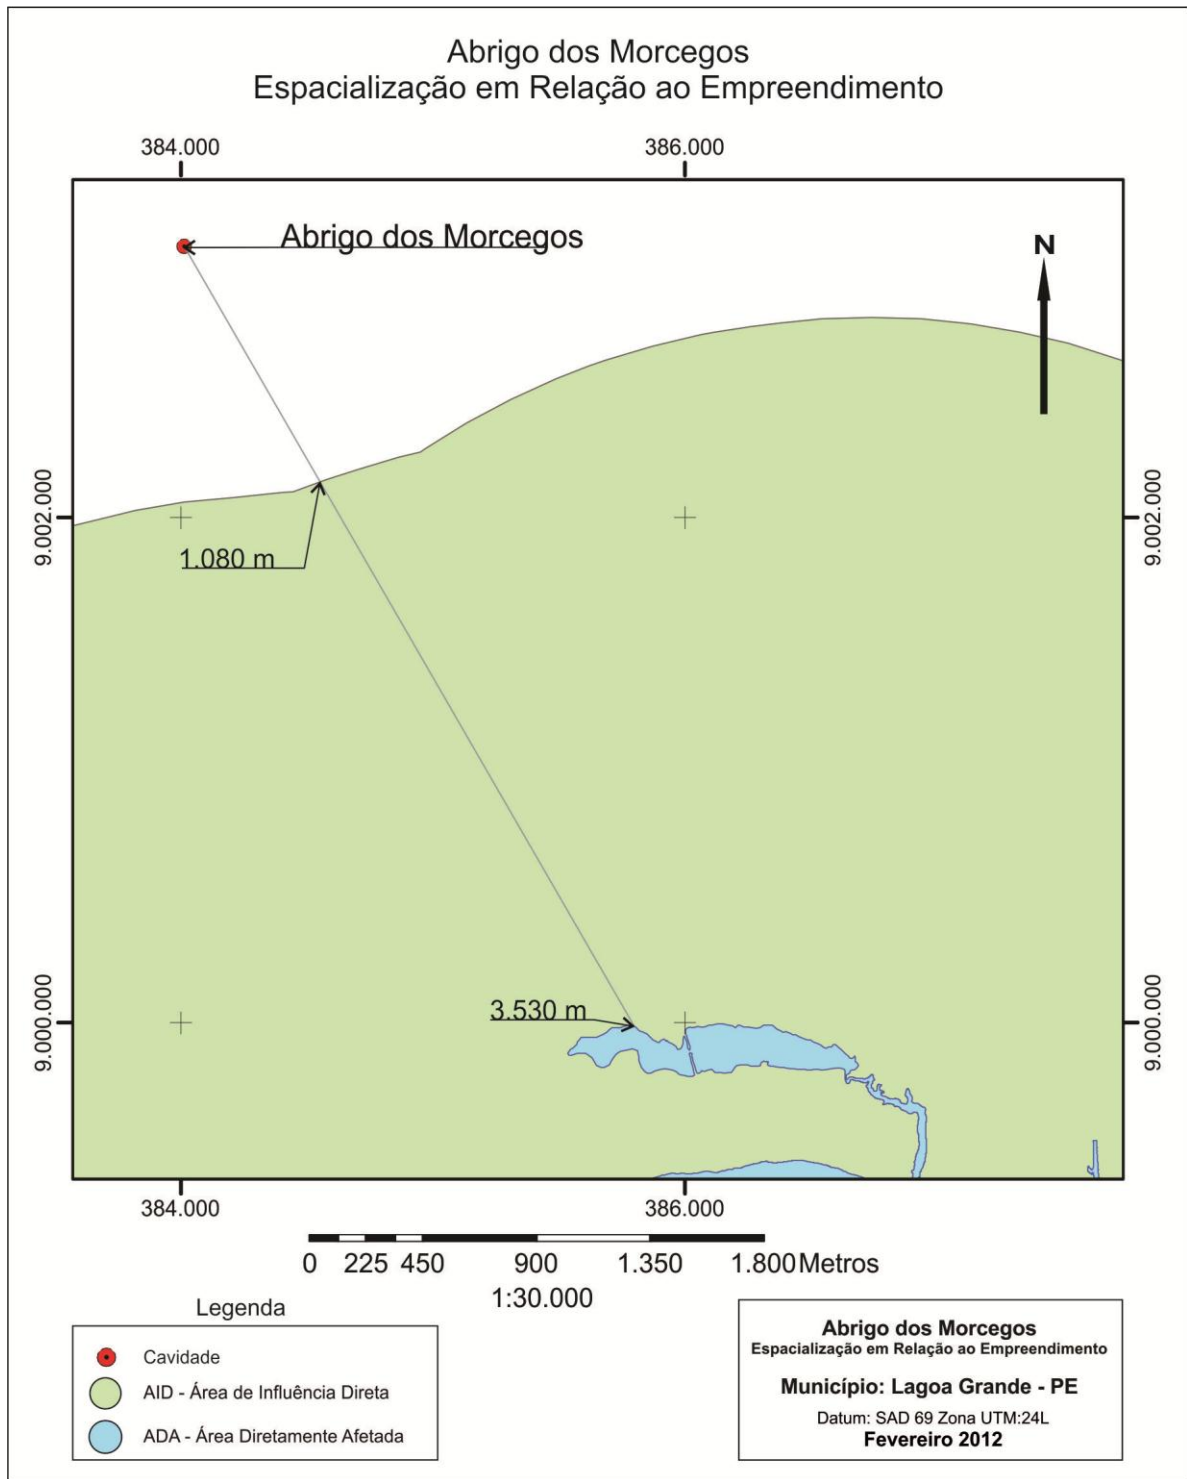 Abrigo dos Morcegos
Espacialização em Relação ao Empreendimento
384.000
386.000
Abrigo dos Morcegos
N
9.002.000
9.002.000
1.080 m
3.530 m
9.000.000
9.000.000
384.000
386.000
0 225 450 900 1.350 1.800 Metros
1:30.000
Legenda
Cavidade
AID - Área de Influência Direta
ADA - Área Diretamente Afetada
Abrigo dos Morcegos
Espacialização em Relação ao Empreendimento
Município: Lagoa Grande - PE
Datum: SAD 69 Zona UTM:24L
Fevereiro 2012